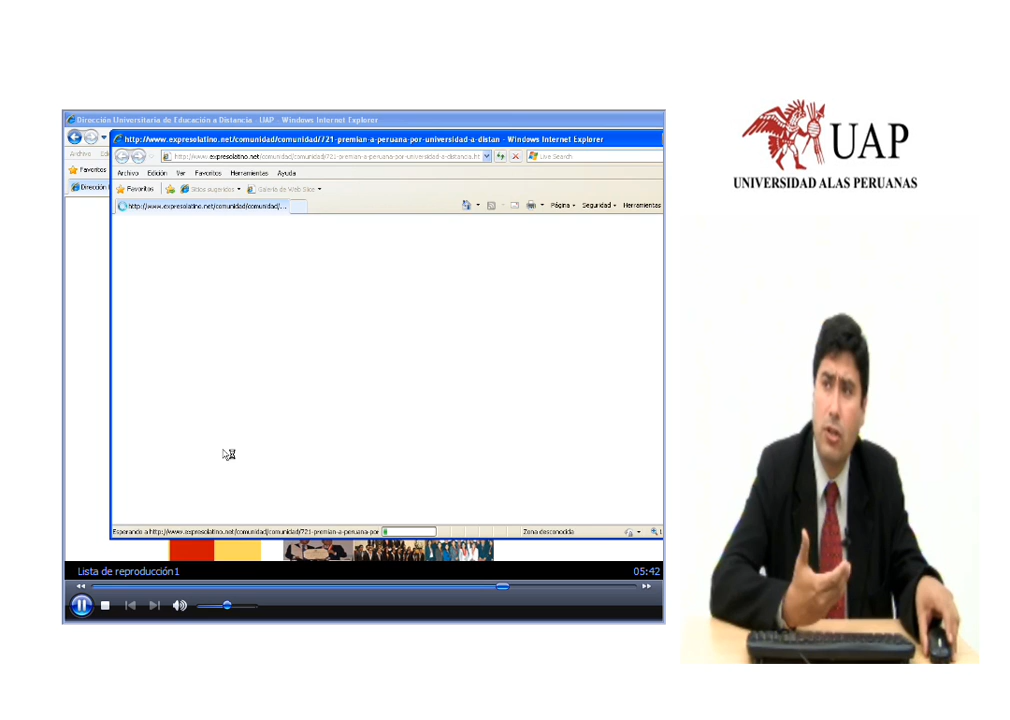 Dirección Universitaria de Educación a Distancia - UAP - Windows Internet Explorer
http://www.expresolatino.net/comunidad/comunidad/721-premian-a-peruana-por-universidad-a-distan - Windows Internet Explorer
http://www.expresolatino.net/comunidad/comunidad/721-premian-a-peruana-por-universidad-a-distancia.ht
Live Search
Archivo Edición Ver Favoritos Herramientas Ayuda
Archivo
Favoritos
Favoritos Sitios sugeridos Galería de Web Slice
Dirección
http://www.expresolatino.net/comunidad/comunidad/...
Página Seguridad Herramientas
Esperando a http://www.expresolatino.net/comunidad/comunidad/721-premian-a-peruana-por
Zona desconocida
Lista de reproducción1
05:42
UAP
UNIVERSIDAD ALAS PERUANAS